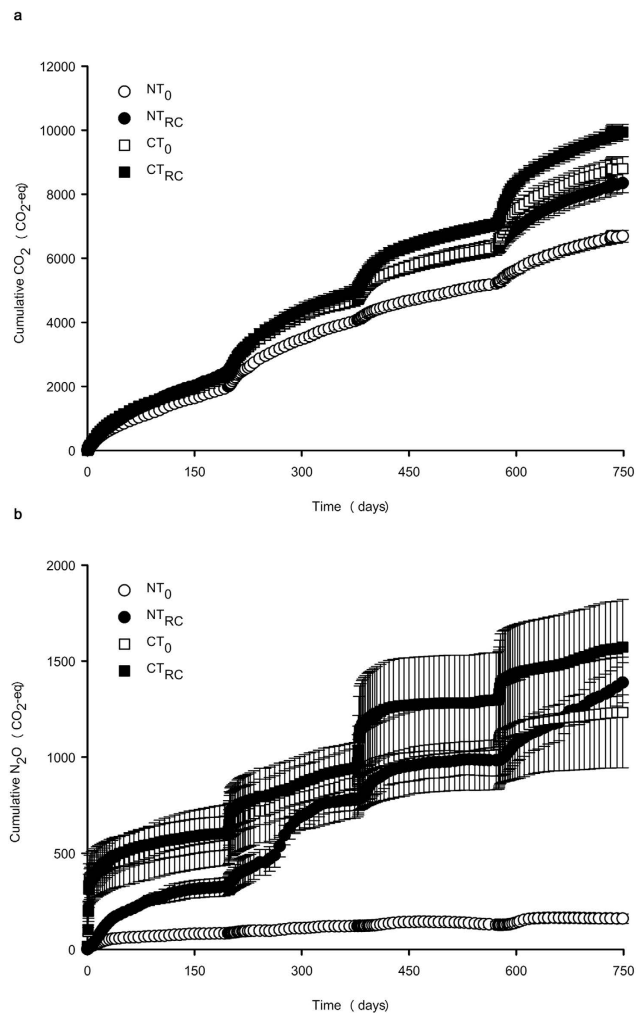 a
12000
10000
8000
6000
4000
2000
0
Cumulative CO2 ( CO2-eq)
NT0
NTRC
CT0
CTRC
0 150 300 450 600 750
Time ( days)
b
2000
1500
1000
500
0
Cumulative N2O ( CO2-eq)
NT0
NTRC
CT0
CTRC
0 150 300 450 600 750
Time ( days)